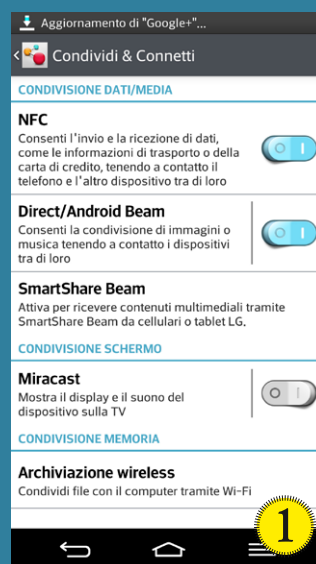 Aggiornamento di "Google+"...
Condividi & Connetti
CONDIVISIONE DATI/MEDIA
NFC
Consenti l'invio e la ricezione di dati,
come le informazioni di trasporto o della
carta di credito, tenendo a contatto il
telefono e l'altro dispositivo tra di loro
Direct/Android Beam
Consenti la condivisione di immagini o
musica tenendo a contatto i dispositivi
tra di loro
SmartShare Beam
Attiva per ricevere contenuti multimediali tramite
SmartShare Beam da cellulari o tablet LG.
CONDIVISIONE SCHERMO
Miracast
Mostra il display e il suono del
dispositivo sulla TV
CONDIVISIONE MEMORIA
Archiviazione wireless
Condividi file con il computer tramite Wi-Fi
1